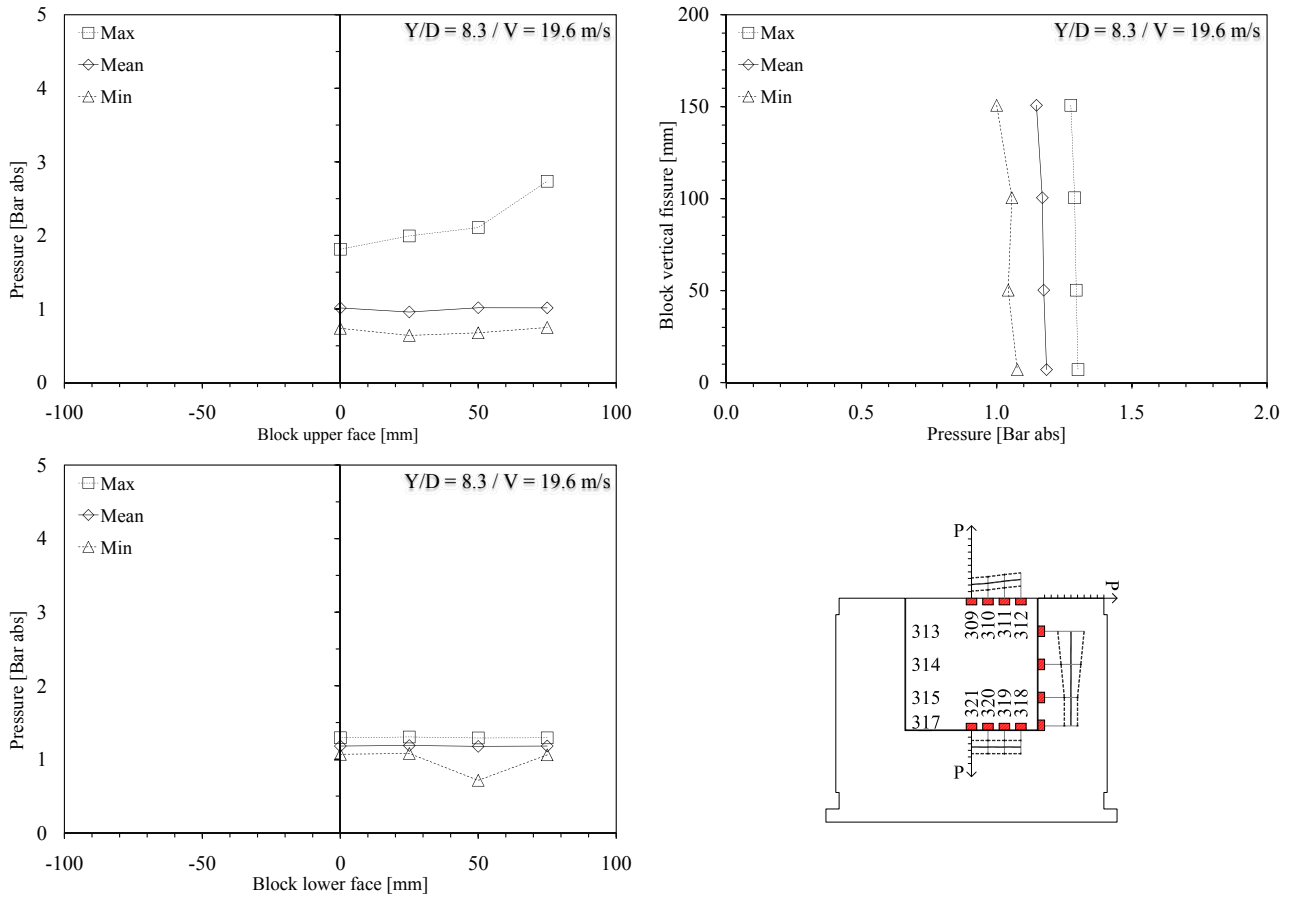 Y/D = 8.3 / V = 19.6 m/s
Max
Mean
Min
5
4
3
2
1
0
Pressure [Bar abs]
-100
0
50
100
Block upper face [mm]
Y/D = 8.3 / V = 19.6 m/s
Max
Mean
Min
200
150
100
50
0
Block vertical fissure [mm]
0.0
0.5
1.0
1.5
2.0
Pressure [Bar abs]
Y/D = 8.3 / V = 19.6 m/s
Max
Mean
Min
5
4
3
2
1
0
Pressure [Bar abs]
-100
0
50
100
Block lower face [mm]
P
P
309
310
311
312
313
314
315
317
321
320
319
318
P